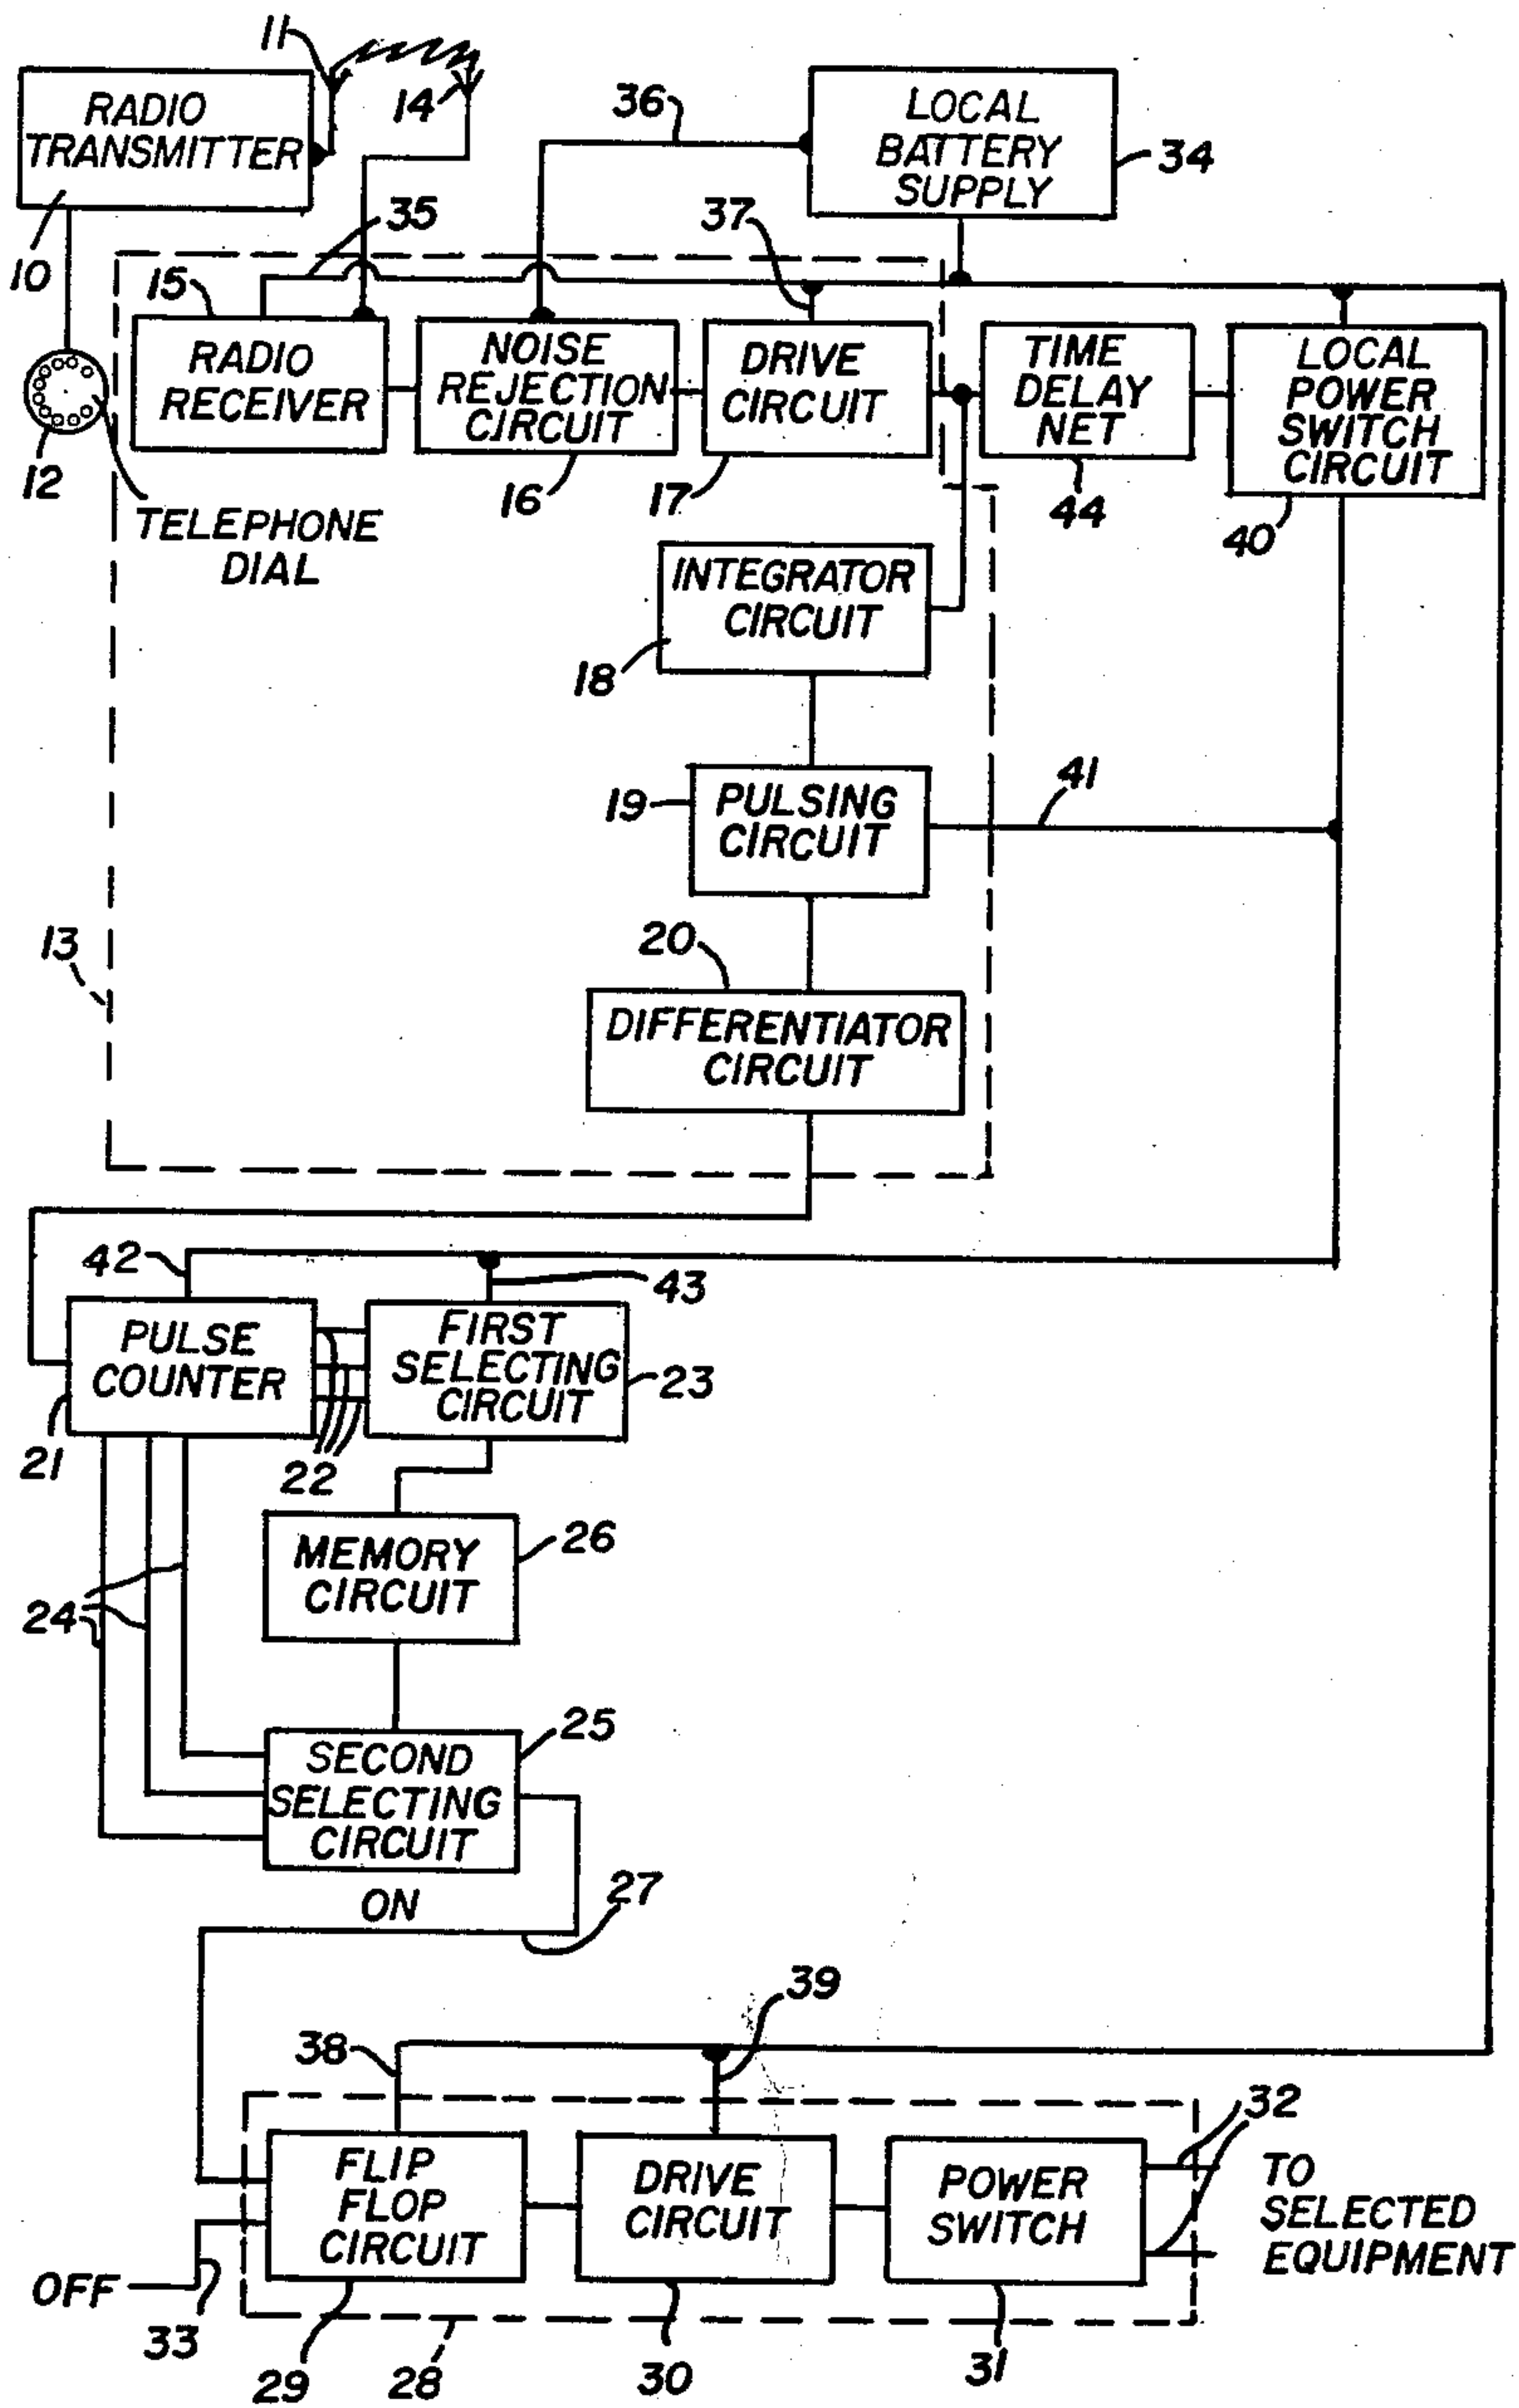 11
RADIO
TRANSMITTER
14
36
LOCAL
BATTERY
SUPPLY
34
10
35
37
15
RADIO
RECEIVER
NOISE
REJECTION
CIRCUIT
DRIVE
CIRCUIT
TIME
DELAY
NET
LOCAL
POWER
SWITCH
CIRCUIT
12
16
17
44
40
TELEPHONE
DIAL
INTEGRATOR
CIRCUIT
18
19
PULSING
CIRCUIT
41
13
20
DIFFERENTIATOR
CIRCUIT
42
43
PULSE
COUNTER
FIRST
SELECTING
CIRCUIT
23
21
22
MEMORY
CIRCUIT
26
24
25
SECOND
SELECTING
CIRCUIT
ON
27
39
38
32
FLIP
FLOP
CIRCUIT
DRIVE
CIRCUIT
POWER
SWITCH
TO
SELECTED
EQUIPMENT
OFF
33
29
28
30
31